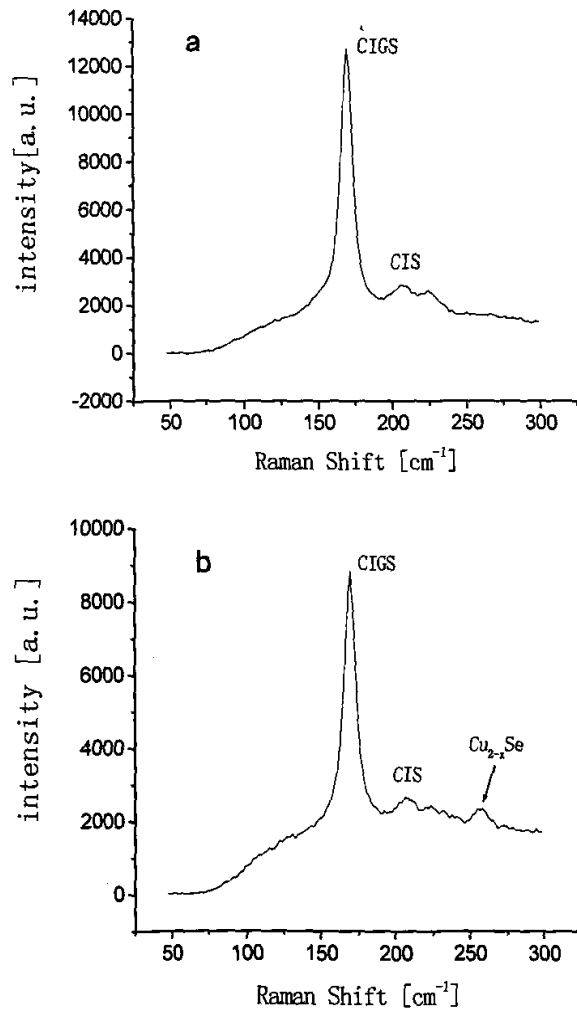 a
CIGS
CIS
intensity[a.u.]
14000
12000
10000
8000
6000
4000
2000
0
-2000
50 100 150 200 250 300
Raman Shift [cm⁻¹]
b
CIGS
CIS
Cu₂₋ₓSe
intensity [a.u.]
10000
8000
6000
4000
2000
0
50 100 150 200 250 300
Raman Shift [cm⁻¹]